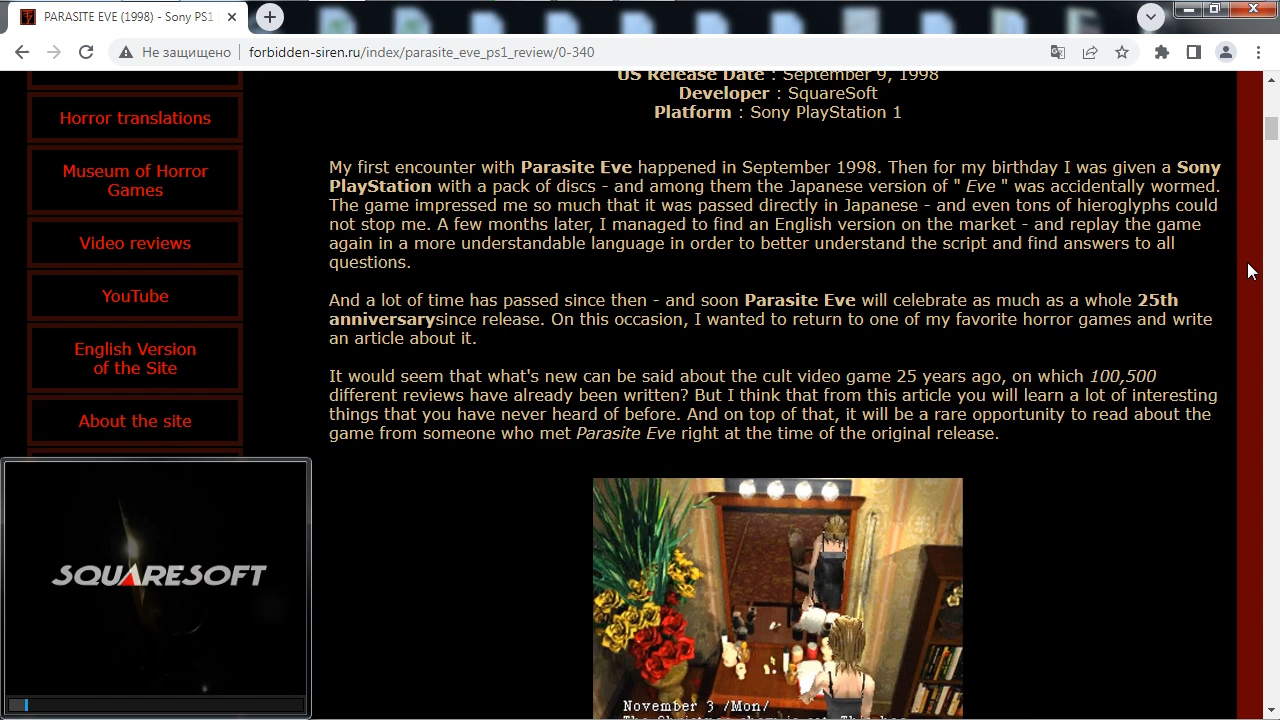 PARASITE EVE (1998) - Sony PS1
Не защищено
forbidden-siren.ru/index/parasite_eve_ps1_review/0-340
Horror translations
Museum of Horror
Games
Video reviews
YouTube
English Version
of the Site
About the site
US Release Date : September 9, 1998
Developer : SquareSoft
Platform : Sony PlayStation 1
My first encounter with Parasite Eve happened in September 1998. Then for my birthday I was given a Sony
PlayStation with a pack of discs - and among them the Japanese version of " Eve " was accidentally wormed.
The game impressed me so much that it was passed directly in Japanese - and even tons of hieroglyphs could
not stop me. A few months later, I managed to find an English version on the market - and replay the game
again in a more understandable language in order to better understand the script and find answers to all
questions.
And a lot of time has passed since then - and soon Parasite Eve will celebrate as much as a whole 25th
anniversarysince release. On this occasion, I wanted to return to one of my favorite horror games and write
an article about it.
It would seem that what's new can be said about the cult video game 25 years ago, on which 100,500
different reviews have already been written? But I think that from this article you will learn a lot of interesting
things that you have never heard of before. And on top of that, it will be a rare opportunity to read about the
game from someone who met Parasite Eve right at the time of the original release.
SQUARESOFT
November 3 /Mon/